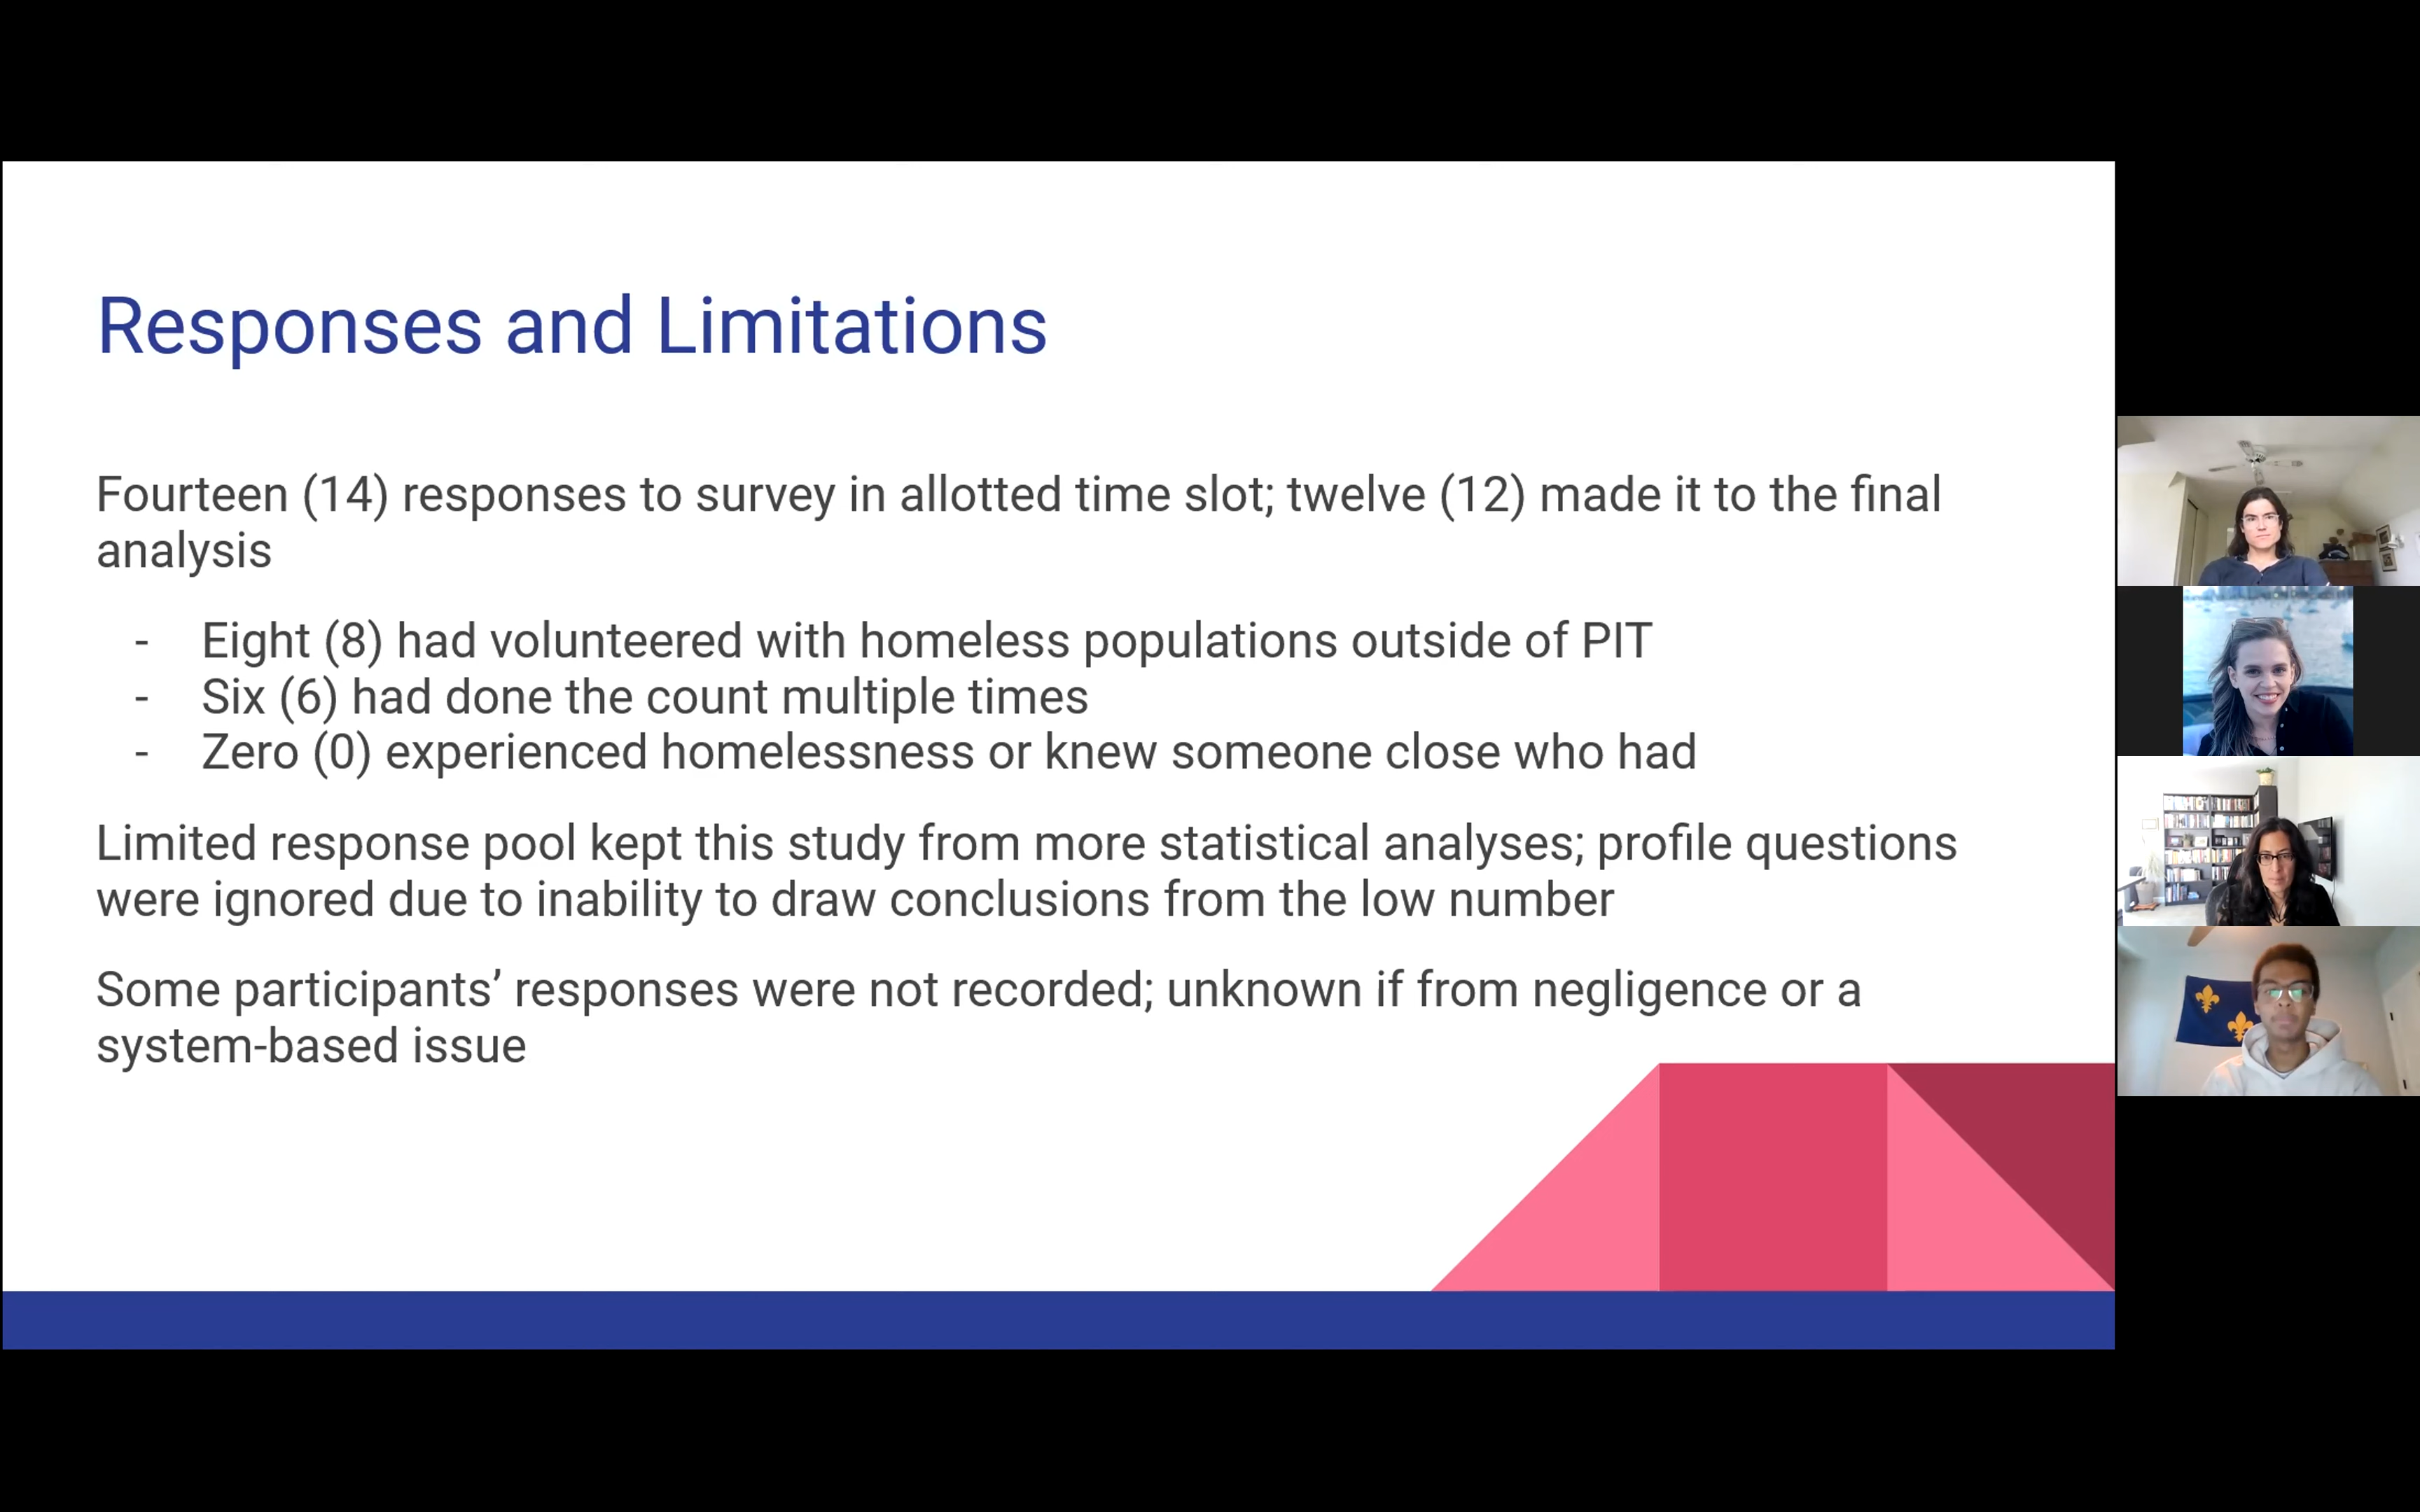 Responses and Limitations
Fourteen (14) responses to survey in allotted time slot; twelve (12) made it to the final
analysis
- Eight (8) had volunteered with homeless populations outside of PIT
- Six (6) had done the count multiple times
- Zero (0) experienced homelessness or knew someone close who had
Limited response pool kept this study from more statistical analyses; profile questions
were ignored due to inability to draw conclusions from the low number
Some participants’ responses were not recorded; unknown if from negligence or a
system-based issue